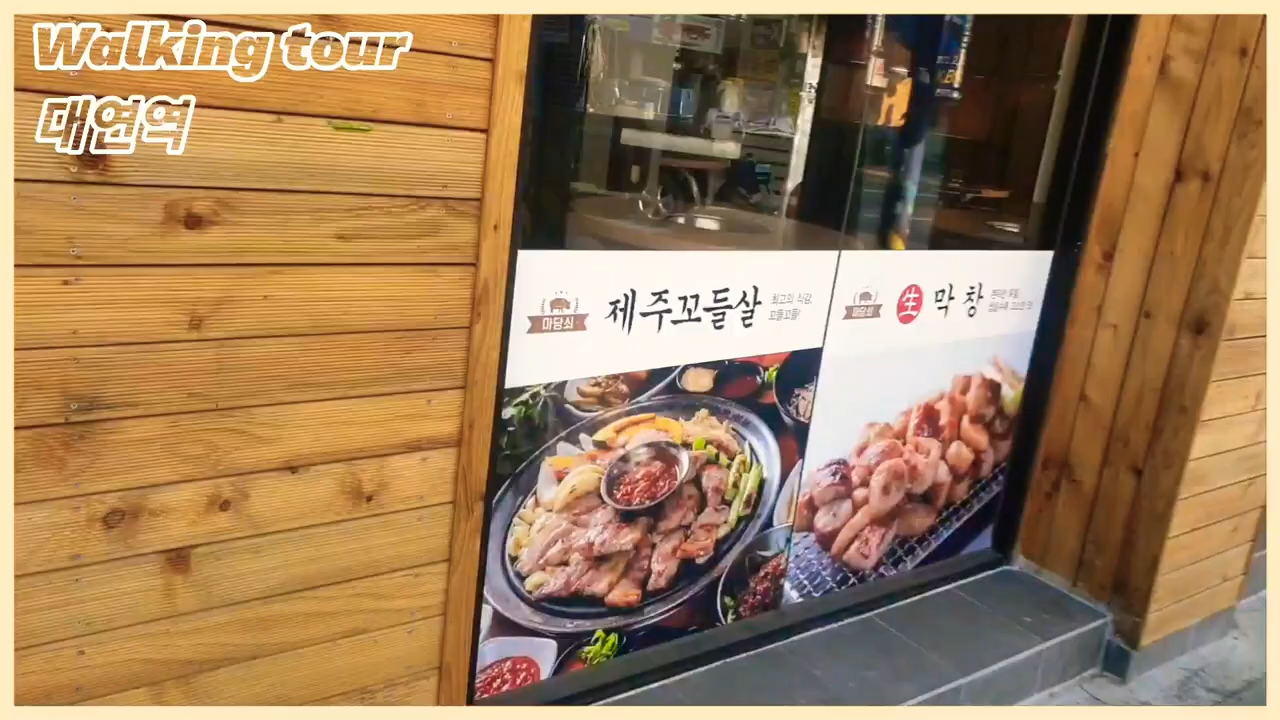 Walking tour
대연역
마당쇠
제주꼬들살
최고의 식감,
꼬들꼬들!
마당쇠
生 막창